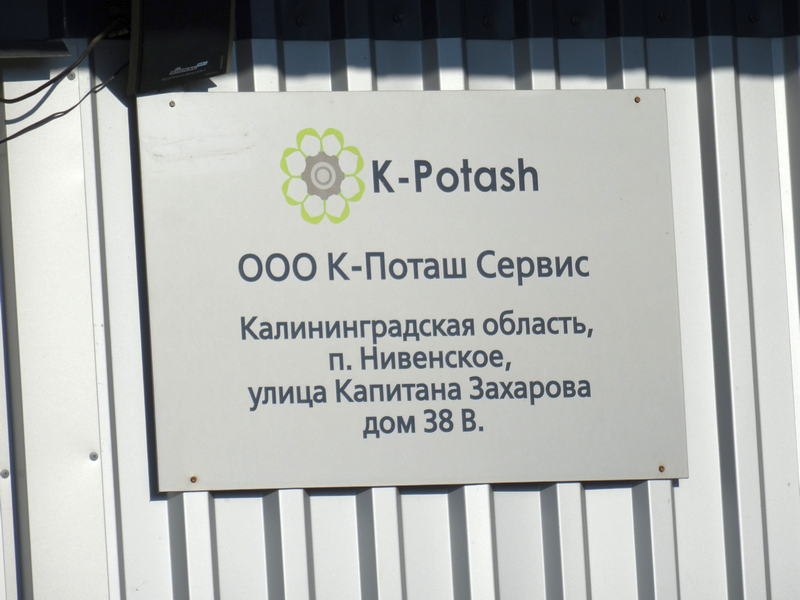 K-Potash
ООО К-Поташ Сервис
Калининградская область,
п. Нивенское,
улица Капитана Захарова
дом 38 В.